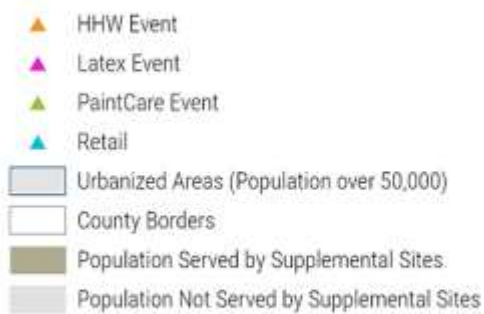 HHW Event
Latex Event
PaintCare Event
Retail
Urbanized Areas (Population over 50,000)
County Borders
Population Served by Supplemental Sites
Population Not Served by Supplemental Sites